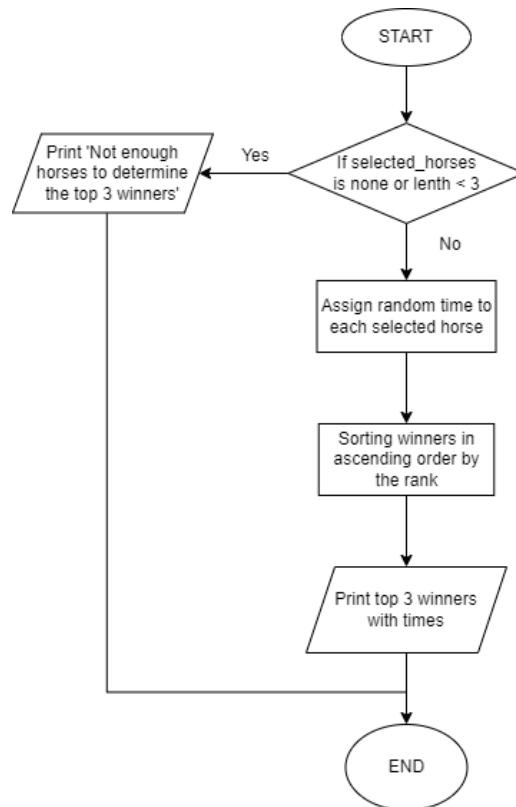 START
If selected_horses
is none or lenth < 3
Yes
Print 'Not enough
horses to determine
the top 3 winners'
No
Assign random time to
each selected horse
Sorting winners in
ascending order by
the rank
Print top 3 winners
with times
END